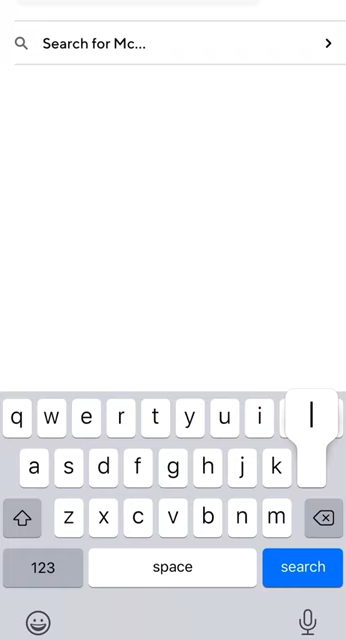 Search for Mc...
l
q w e r t y u i
a s d f g h j k
z x c v b n m
123 space search